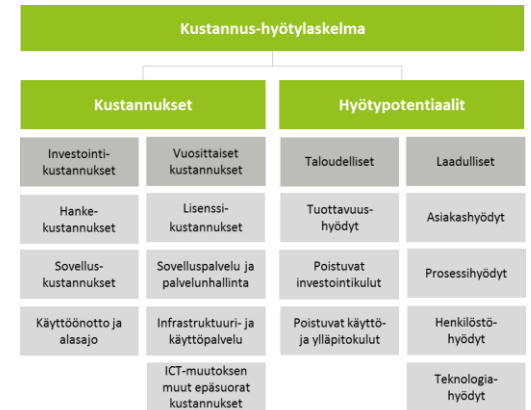 Kustannus-hyötylaskelma
Kustannukset
Hyötypotentiaalit
Investointi-
kustannukset
Vuosittaiset
kustannukset
Taloudelliset
Laadulliset
Hanke-
kustannukset
Lisenssi-
kustannukset
Tuottavuus-
hyödyt
Asiakashyödyt
Sovellus-
kustannukset
Sovelluspalvelu ja
palvelunhallinta
Poistuvat
investointikulut
Prosessihyödyt
Käyttöönotto ja
alasajo
Infrastruktuuri- ja
käyttöpalvelu
Poistuvat käyttö-
ja ylläpitokulut
Henkilöstö-
hyödyt
ICT-muutoksen
muut epäsuorat
kustannukset
Teknologia-
hyödyt